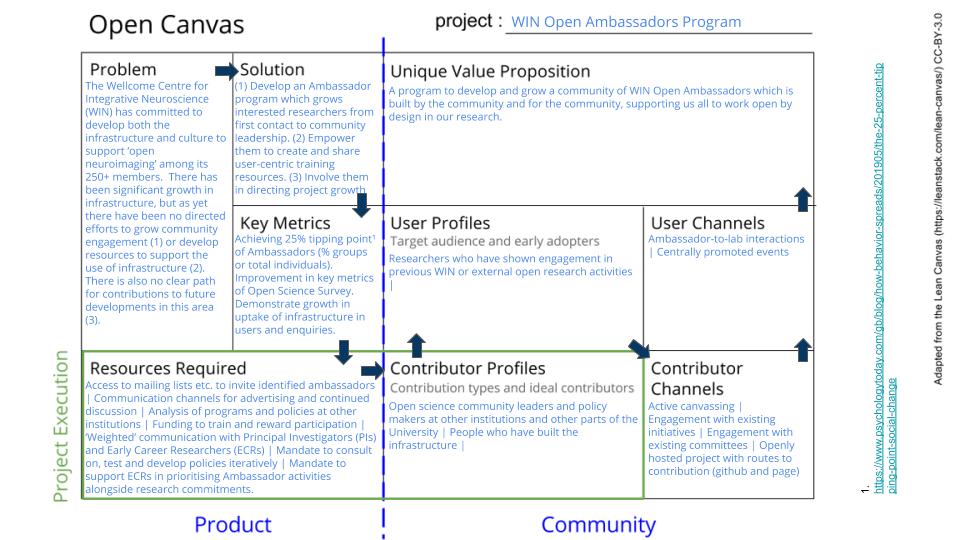 Open Canvas
project : WIN Open Ambassadors Program
Problem
The Wellcome Centre for
Integrative Neuroscience
(WIN) has committed to
develop both the
infrastructure and culture to
support ‘open
neuroimaging’ among its
250+ members.  There has
been significant growth in
infrastructure, but as yet
there have been no directed
efforts to grow community
engagement (1) or develop
resources to support the
use of infrastructure (2).
There is also no clear path
for contributions to future
developments in this area
(3).
Solution
(1) Develop an Ambassador
program which grows
interested researchers from
first contact to community
leadership. (2) Empower
them to create and share
user-centric training
resources. (3) Involve them
in directing project growth
Unique Value Proposition
A program to develop and grow a community of WIN Open Ambassadors which is
built by the community and for the community, supporting us all to work open by
design in our research.
Key Metrics
Achieving 25% tipping point¹
of Ambassadors (% groups
or total individuals).
Improvement in key metrics
of Open Science Survey.
Demonstrate growth in
uptake of infrastructure in
users and enquiries.
User Profiles
Target audience and early adopters
Researchers who have shown engagement in
previous WIN or external open research activities
|
User Channels
Ambassador-to-lab interactions
| Centrally promoted events
Resources Required
Access to mailing lists etc. to invite identified ambassadors
| Communication channels for advertising and continued
discussion | Analysis of programs and policies at other
institutions | Funding to train and reward participation |
‘Weighted’ communication with Principal Investigators (PIs)
and Early Career Researchers (ECRs) | Mandate to consult
on, test and develop policies iteratively | Mandate to
support ECRs in prioritising Ambassador activities
alongside research commitments.
Contributor Profiles
Contribution types and ideal contributors
Open science community leaders and policy
makers at other institutions and other parts of the
University | People who have built the
infrastructure |
Contributor
Channels
Active canvassing |
Engagement with existing
initiatives | Engagement with
existing committees | Openly
hosted project with routes to
contribution (github and page)
Project Execution
Product
Community
1. https://www.psychologytoday.com/gb/blog/how-behavior-spreads/201905/the-25-percent-tip
ping-point-social-change
Adapted from the Lean Canvas (https://leanstack.com/lean-canvas/) CC-BY-3.0